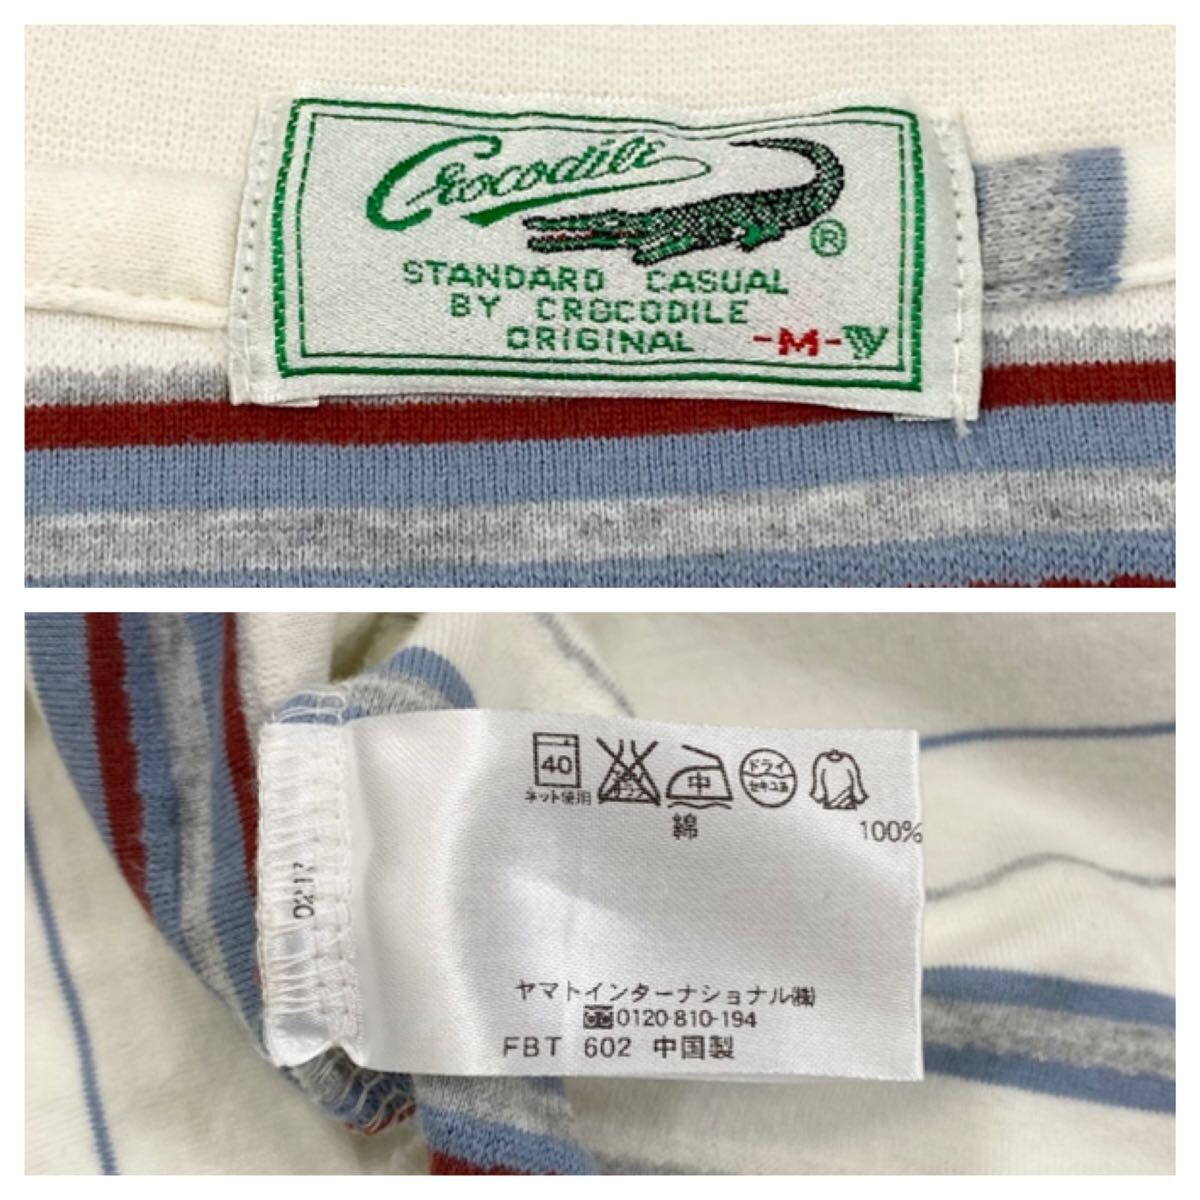 Crocodile
®
STANDARD CASUAL
BY CROCODILE
ORIGINAL -M-
40
中
ドライ
セキユ系
ネット使用
綿 100%
0217
ヤマトインターナショナル㈱
0120-810-194
FBT 602 中国製